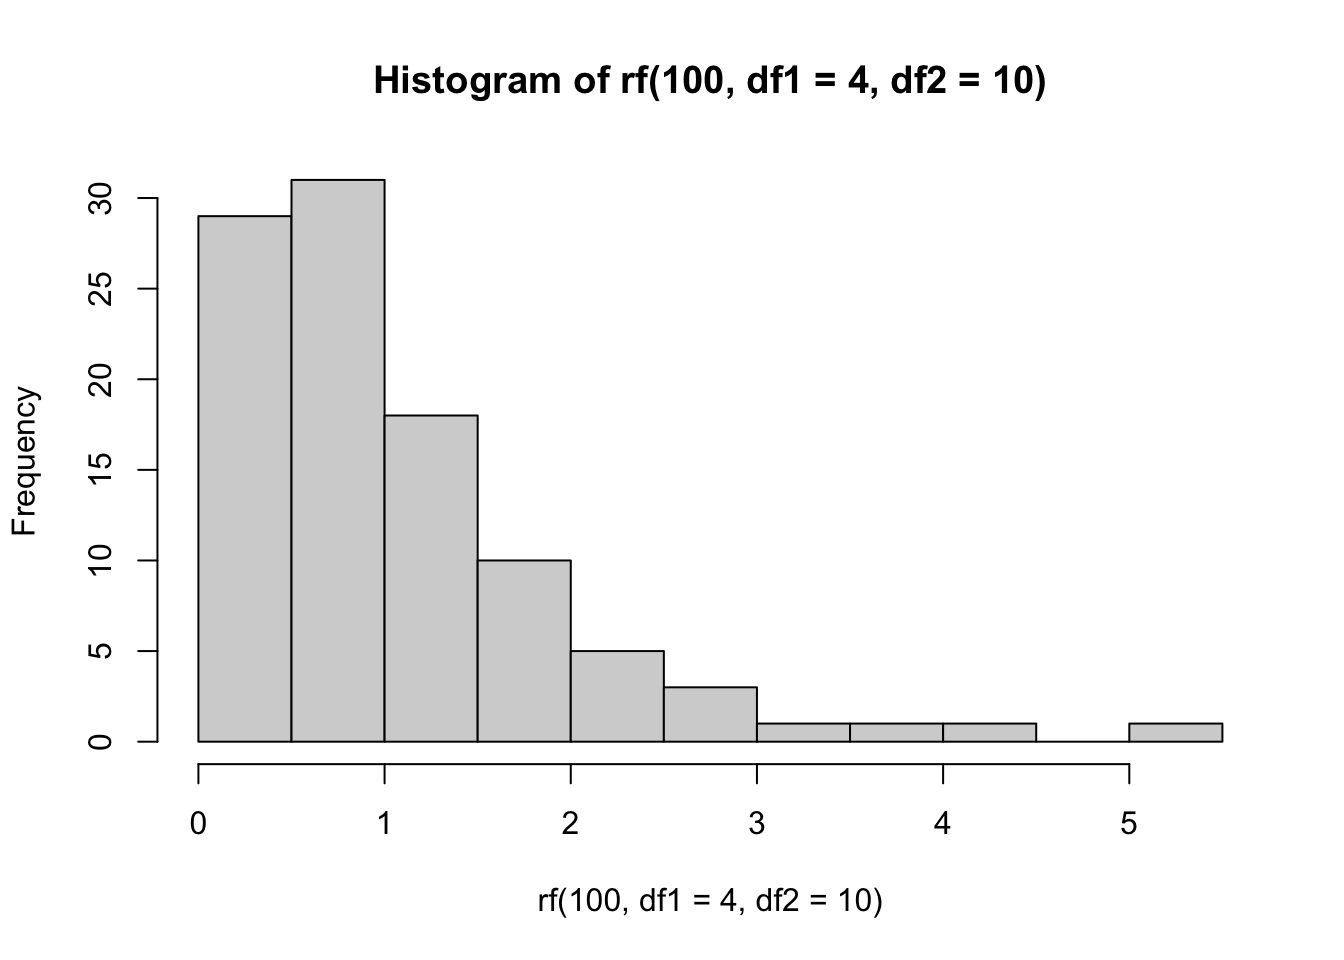 Histogram of rf(100, df1 = 4, df2 = 10)
Frequency
30
25
20
15
10
5
0
0 1 2 3 4 5
rf(100, df1 = 4, df2 = 10)